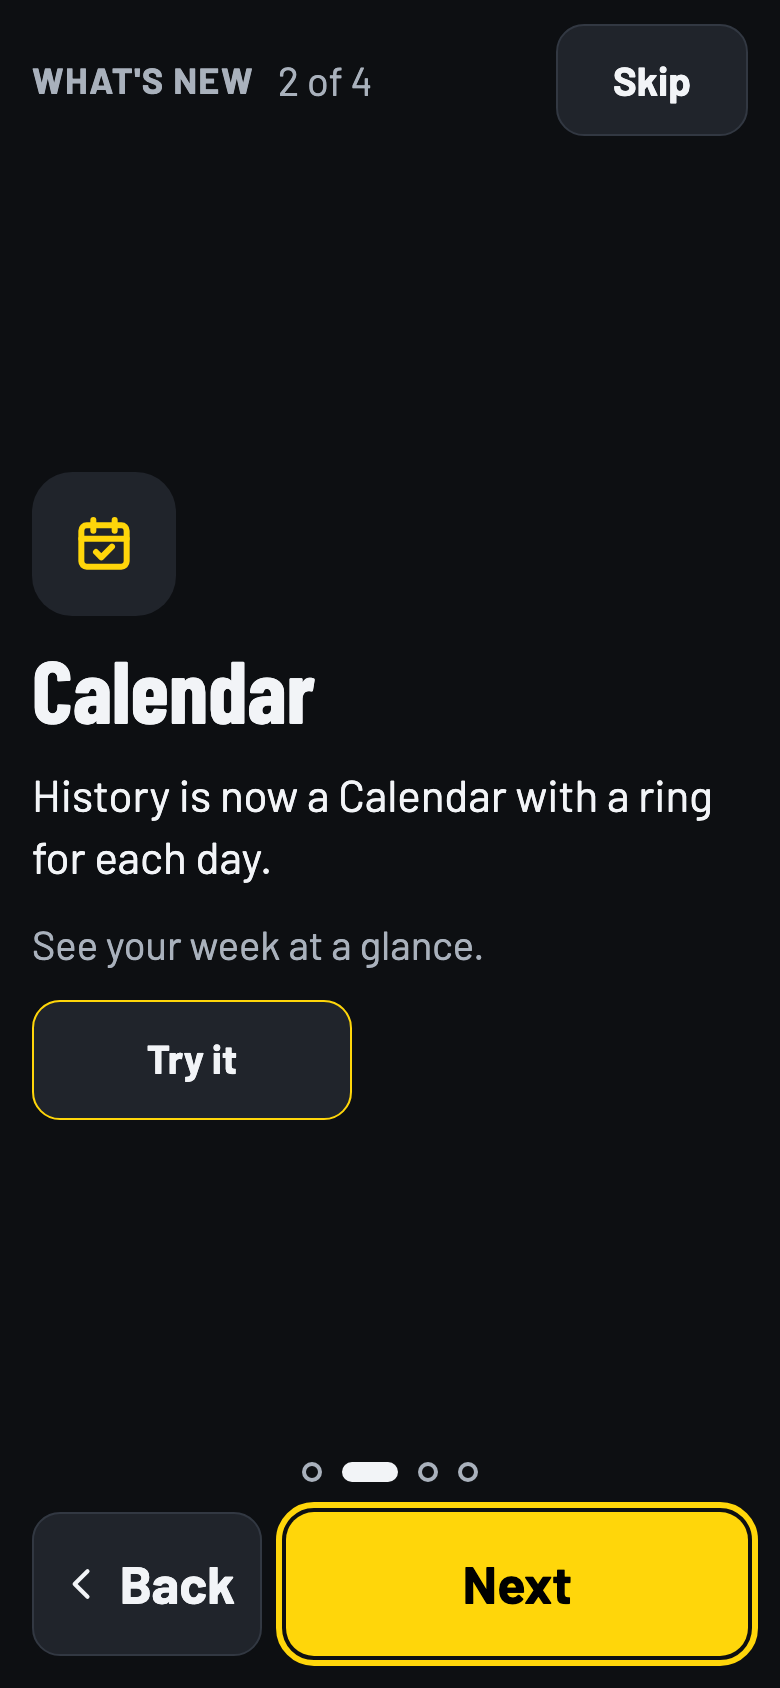 WHAT'S NEW 2 of 4
Skip
Calendar
History is now a Calendar with a ring
for each day.
See your week at a glance.
Try it
Back
Next